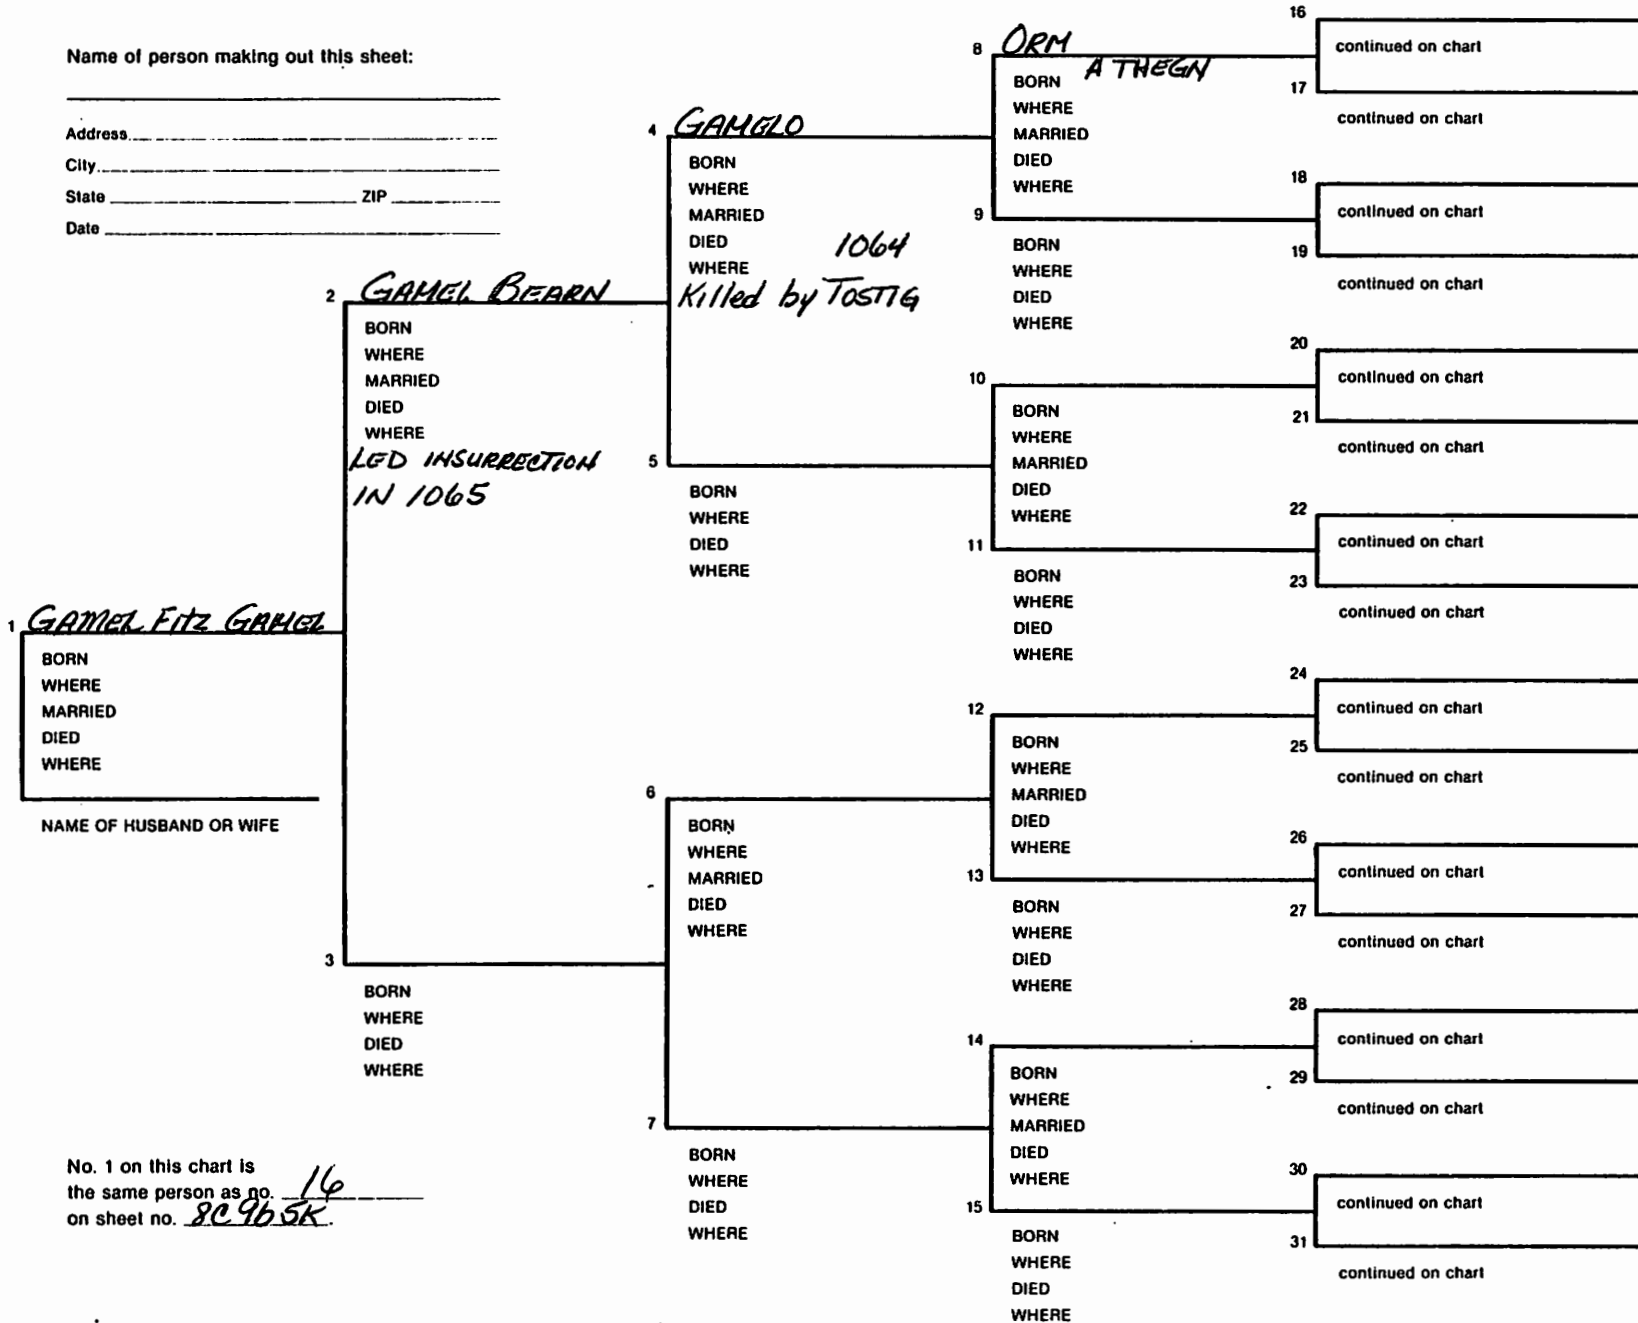 Name of person making out this sheet:
Address
City
State ZIP
Date
1 GAMEL FITZ GAMEL
BORN
WHERE
MARRIED
DIED
WHERE
NAME OF HUSBAND OR WIFE
2 GAMEL BEARN
BORN
WHERE
MARRIED
DIED
WHERE
LED INSURRECTION
IN 1065
3
BORN
WHERE
DIED
WHERE
4 GAMELO
BORN
WHERE
MARRIED
DIED 1064
WHERE
Killed by TOSTIG
5
BORN
WHERE
DIED
WHERE
6
BORN
WHERE
MARRIED
DIED
WHERE
7
BORN
WHERE
DIED
WHERE
8 ORM
A THEGN
BORN
WHERE
MARRIED
DIED
WHERE
9
BORN
WHERE
DIED
WHERE
10
BORN
WHERE
MARRIED
DIED
WHERE
11
BORN
WHERE
DIED
WHERE
12
BORN
WHERE
MARRIED
DIED
WHERE
13
BORN
WHERE
DIED
WHERE
14
BORN
WHERE
MARRIED
DIED
WHERE
15
BORN
WHERE
DIED
WHERE
16
continued on chart
17
continued on chart
18
continued on chart
19
continued on chart
20
continued on chart
21
continued on chart
22
continued on chart
23
continued on chart
24
continued on chart
25
continued on chart
26
continued on chart
27
continued on chart
28
continued on chart
29
continued on chart
30
continued on chart
31
continued on chart
No. 1 on this chart is
the same person as no. 16
on sheet no. 8C9b5K.